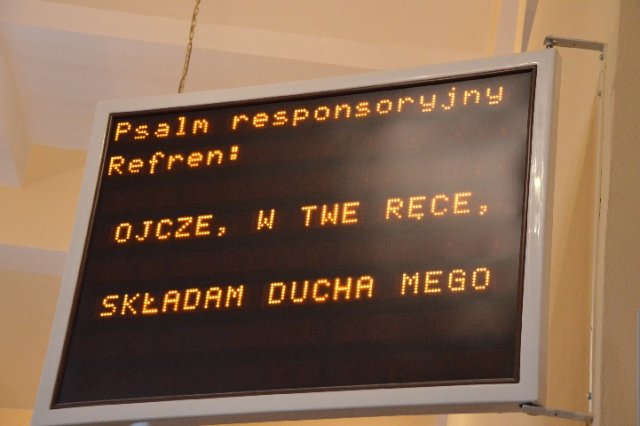 Psalm responsoryjny
Refren:
OJCZE, W TWE RĘCE,
SKŁADAM DUCHA MEGO